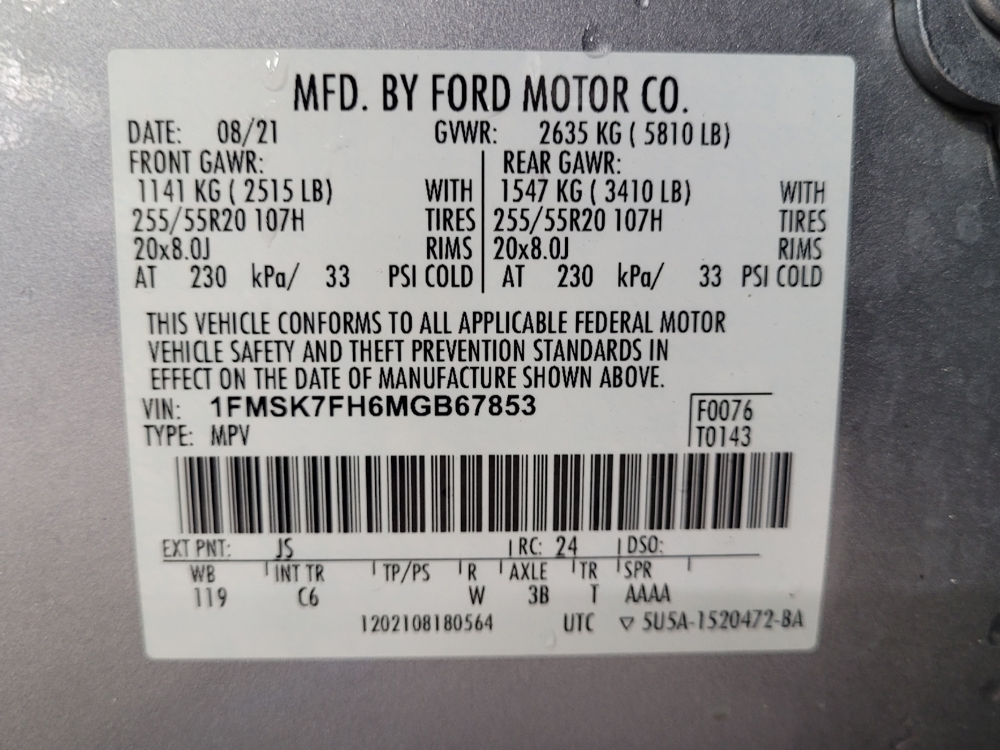 MFD. BY FORD MOTOR CO.
DATE: 08/21 GVWR: 2635 KG ( 5810 LB)
FRONT GAWR: REAR GAWR:
1141 KG ( 2515 LB) WITH 1547 KG ( 3410 LB) WITH
255/55R20 107H TIRES 255/55R20 107H TIRES
20x8.0J RIMS 20x8.0J RIMS
AT 230 kPa/ 33 PSI COLD AT 230 kPa/ 33 PSI COLD
THIS VEHICLE CONFORMS TO ALL APPLICABLE FEDERAL MOTOR
VEHICLE SAFETY AND THEFT PREVENTION STANDARDS IN
EFFECT ON THE DATE OF MANUFACTURE SHOWN ABOVE.
VIN: 1FMSK7FH6MGB67853 F0076
TYPE: MPV T0143
EXT PNT: JS RC: 24 DSO:
WB INT TR TP/PS R AXLE TR SPR
119 C6 W 3B T AAAA
1202108180564 UTC ▽ 5U5A-1520472-BA